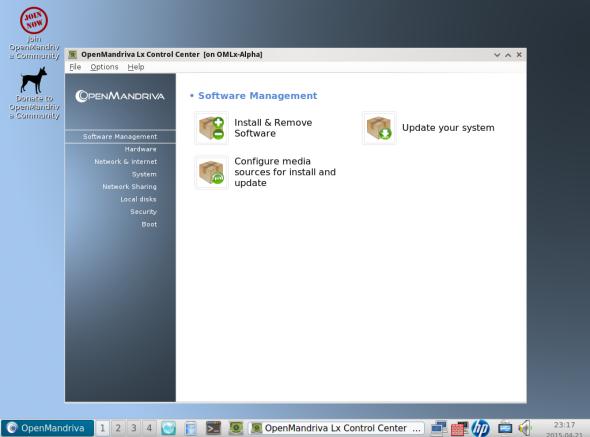 JOIN
NOW
Join
OpenMandriv
a Community
Donate to
OpenMandriv
a Community
OpenMandriva Lx Control Center [on OMLx-Alpha]
File Options Help
OPENMANDRIVA
Software Management
Hardware
Network & Internet
System
Network Sharing
Local disks
Security
Boot
• Software Management
Install & Remove
Software
Update your system
Configure media
sources for install and
update
OpenMandriva 1 2 3 4 OpenMandriva Lx Control Center ... hp 23:17
2015-04-21